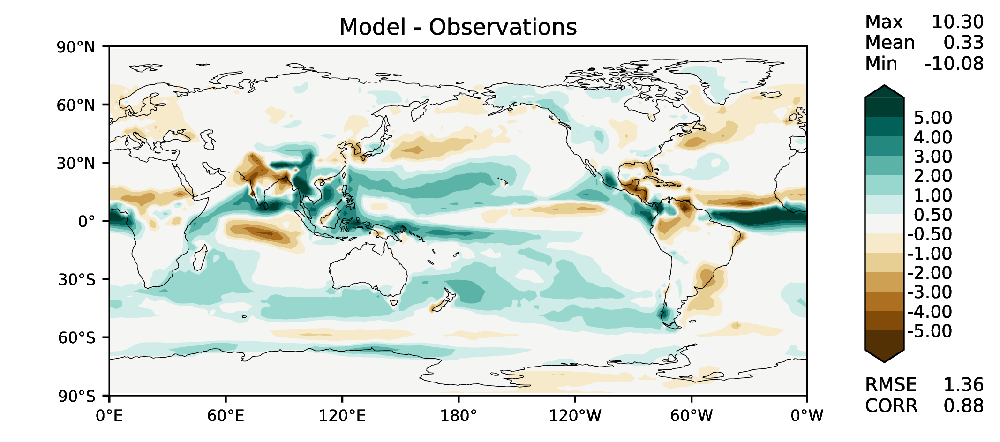 Model - Observations
Max 10.30
Mean 0.33
Min -10.08
90°N
60°N
30°N
0°
30°S
60°S
90°S
0°E 60°E 120°E 180° 120°W 60°W 0°W
5.00
4.00
3.00
2.00
1.00
0.50
-0.50
-1.00
-2.00
-3.00
-4.00
-5.00
RMSE 1.36
CORR 0.88